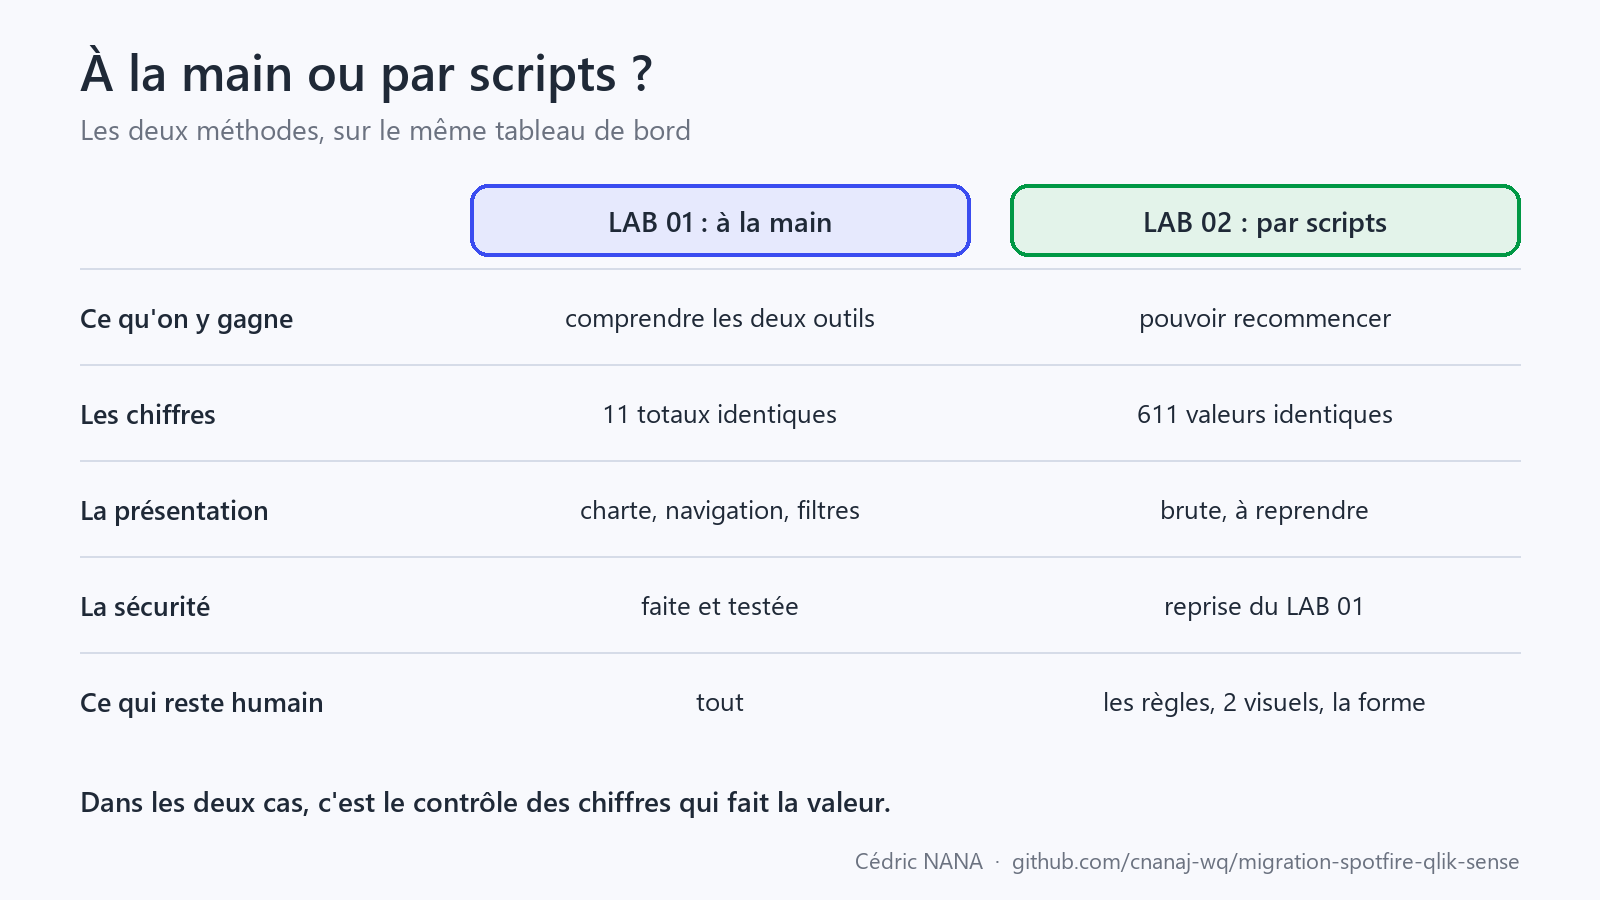 À la main ou par scripts ?
Les deux méthodes, sur le même tableau de bord
LAB 01 : à la main
LAB 02 : par scripts
Ce qu'on y gagne
comprendre les deux outils
pouvoir recommencer
Les chiffres
11 totaux identiques
611 valeurs identiques
La présentation
charte, navigation, filtres
brute, à reprendre
La sécurité
faite et testée
reprise du LAB 01
Ce qui reste humain
tout
les règles, 2 visuels, la forme
Dans les deux cas, c'est le contrôle des chiffres qui fait la valeur.
Cédric NANA · github.com/cnanaj-wq/migration-spotfire-qlik-sense